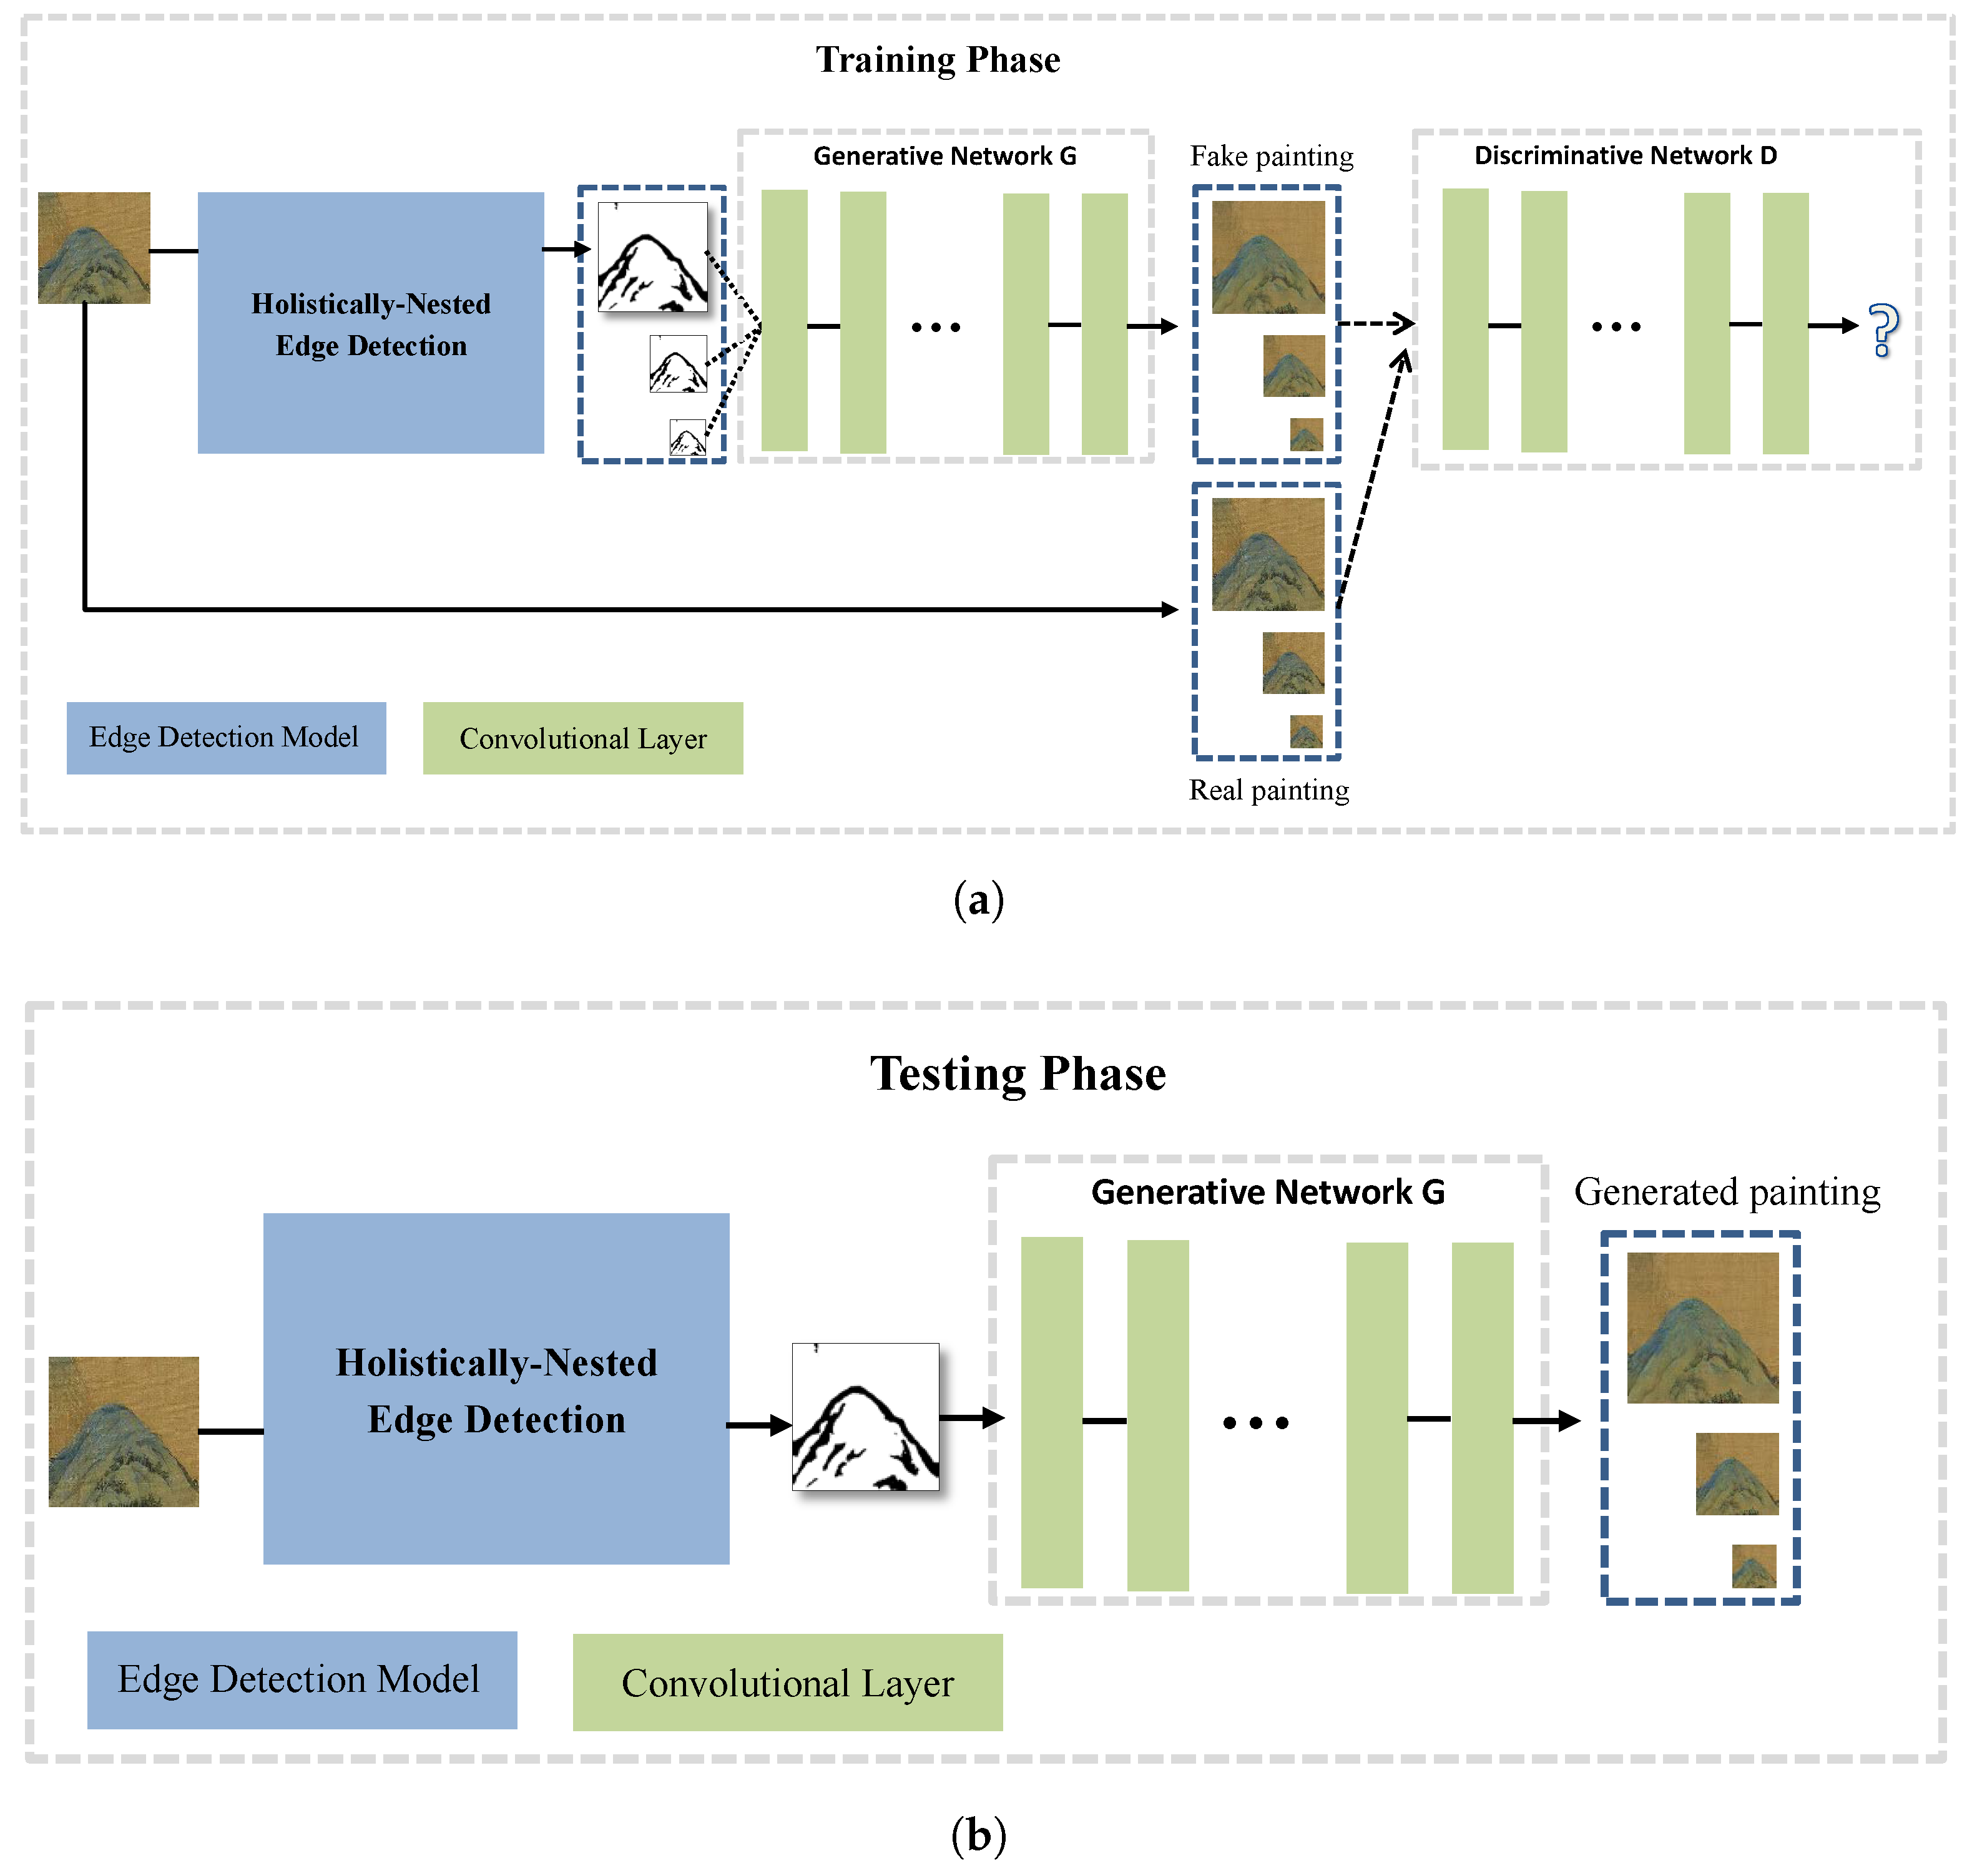 Training Phase
Generative Network G
Fake painting
Discriminative Network D
Holistically-Nested
Edge Detection
...
...
?
Edge Detection Model
Convolutional Layer
Real painting
(a)
Testing Phase
Generative Network G
Generated painting
Holistically-Nested
Edge Detection
...
Edge Detection Model
Convolutional Layer
(b)